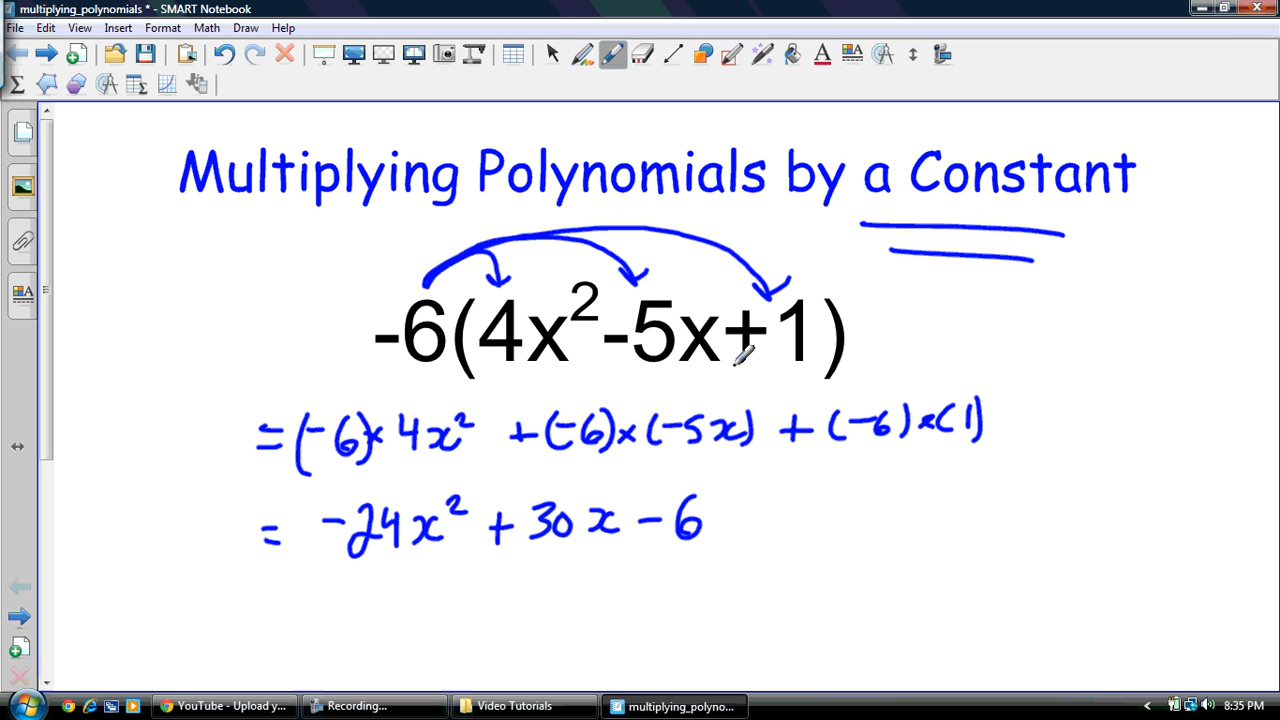 multiplying_polynomials * - SMART Notebook
File Edit View Insert Format Math Draw Help
Multiplying Polynomials by a Constant
-6(4x²-5x+1)
= (-6)× 4x² +(-6)×(-5x) + (-6)×(1)
= -24x² + 30x - 6
YouTube - Upload y... Recording... Video Tutorials multiplying_polyno... 8:35 PM